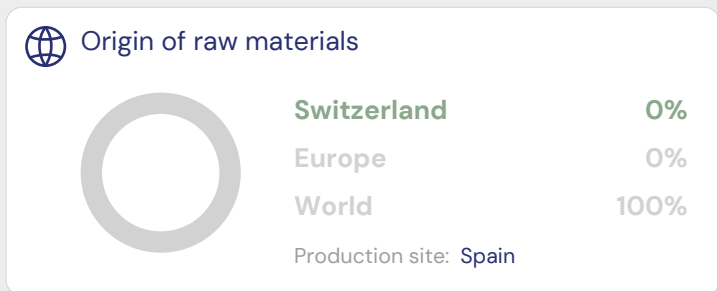 Origin of raw materials
Switzerland 0%
Europe 0%
World 100%
Production site: Spain